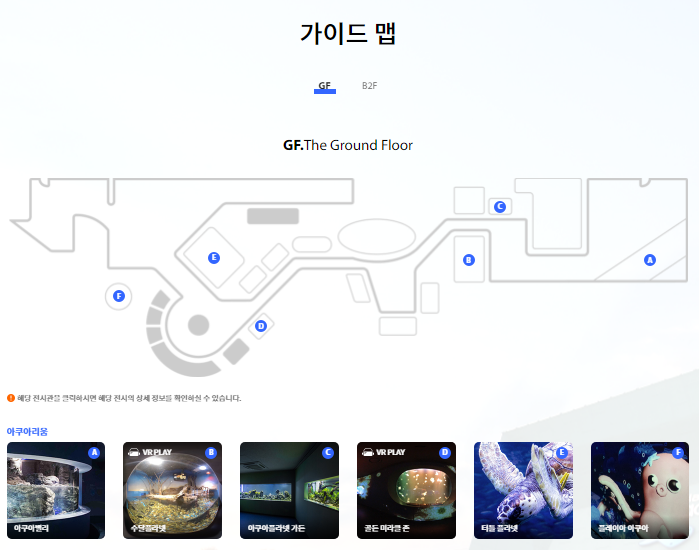 가이드 맵
GF
B2F
GF.The Ground Floor
C
E
B
A
F
D
! 해당 전시관을 클릭하시면 해당 전시의 상세 정보를 확인하실 수 있습니다.
아쿠아리움
A
아쿠아밸리
VR PLAY
B
수달플라넷
C
아쿠아플라넷 가든
VR PLAY
D
골든 미라클 존
E
터틀 플라넷
F
플레이아 아쿠아